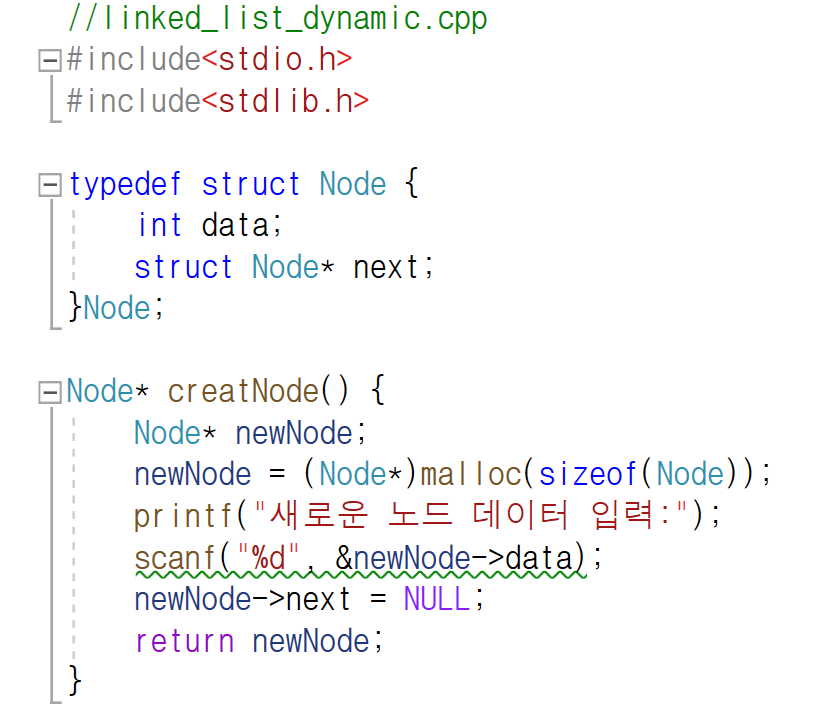 //linked_list_dynamic.cpp
#include<stdio.h>
#include<stdlib.h>
typedef struct Node {
int data;
struct Node* next;
}Node;
Node* creatNode() {
Node* newNode;
newNode = (Node*)malloc(sizeof(Node));
printf("새로운 노드 데이터 입력:");
scanf("%d", &newNode->data);
newNode->next = NULL;
return newNode;
}